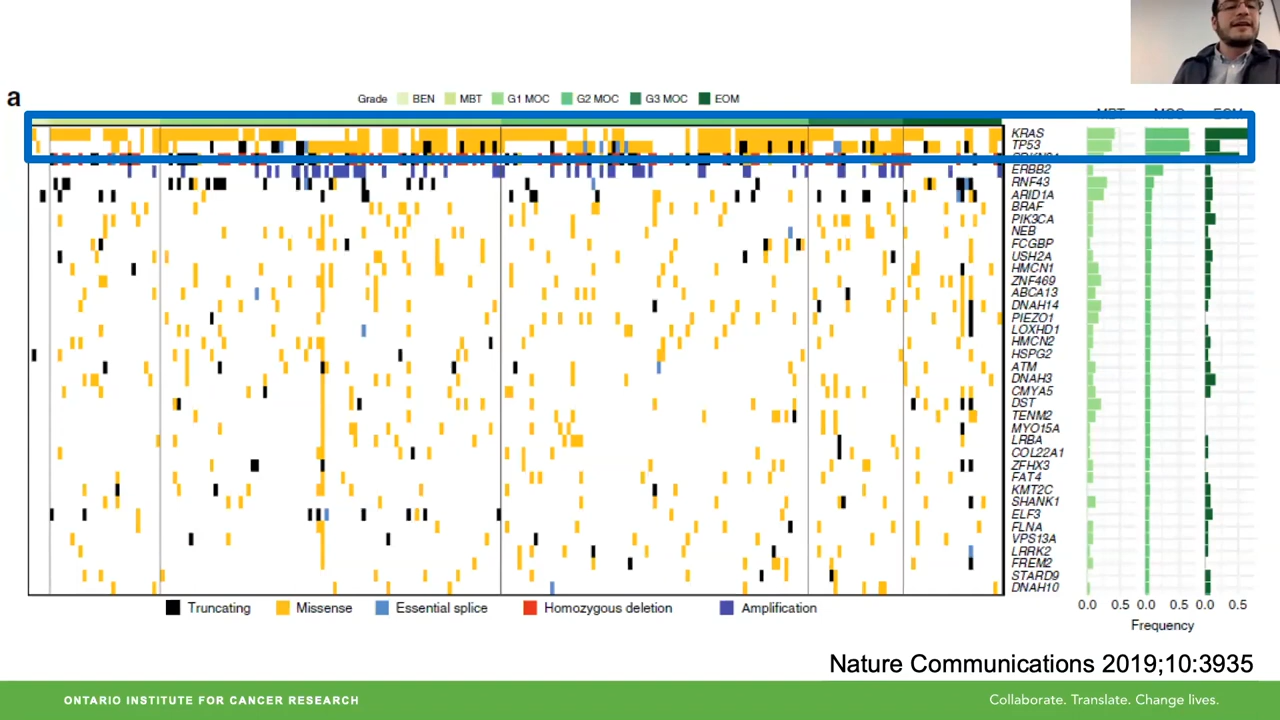 a
Grade BEN MBT G1 MOC G2 MOC G3 MOC EOM
KRAS
TP53
ERBB2
RNF43
ARID1A
BRAF
PIK3CA
NEB
FCGBP
USH2A
HMCN1
ZNF469
ABCA13
DNAH14
PIEZO1
LOXHD1
HMCN2
HSPG2
ATM
DNAH3
CMYA5
DST
TENM2
MYO15A
LRBA
COL22A1
ZFHX3
FAT4
KMT2C
SHANK1
ELF3
FLNA
VPS13A
LRRK2
FREM2
STARD9
DNAH10
0.0 0.5 0.0 0.5 0.0 0.5
Frequency
Truncating Missense Essential splice Homozygous deletion Amplification
Nature Communications 2019;10:3935
ONTARIO INSTITUTE FOR CANCER RESEARCH
Collaborate. Translate. Change lives.